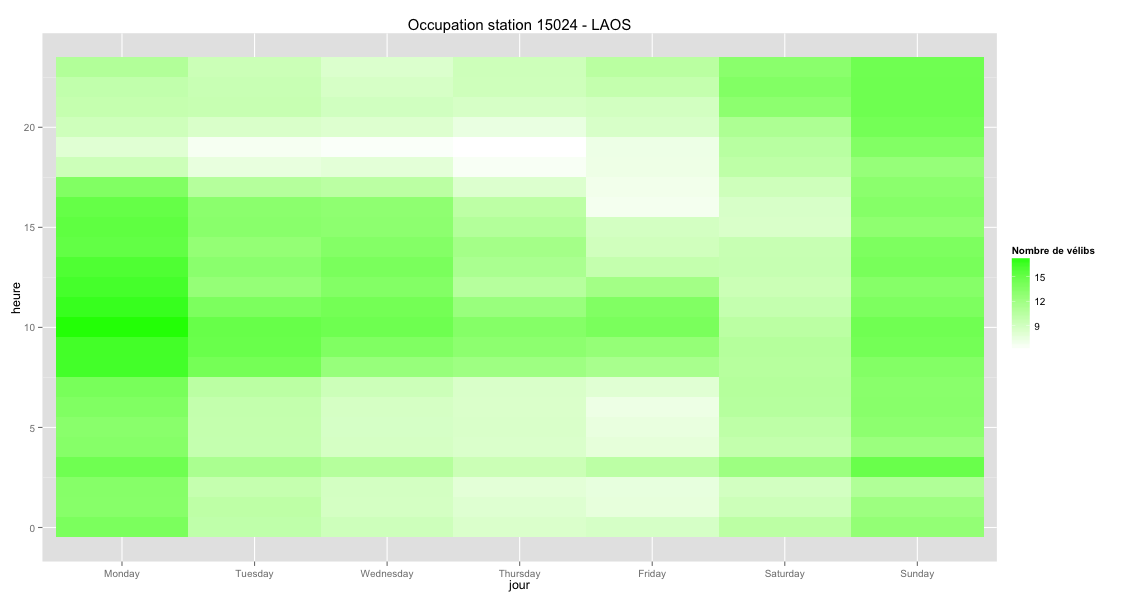 Occupation station 15024 - LAOS
heure
20
15
10
5
0
Monday Tuesday Wednesday Thursday Friday Saturday Sunday
jour
Nombre de vélibs
15
12
9